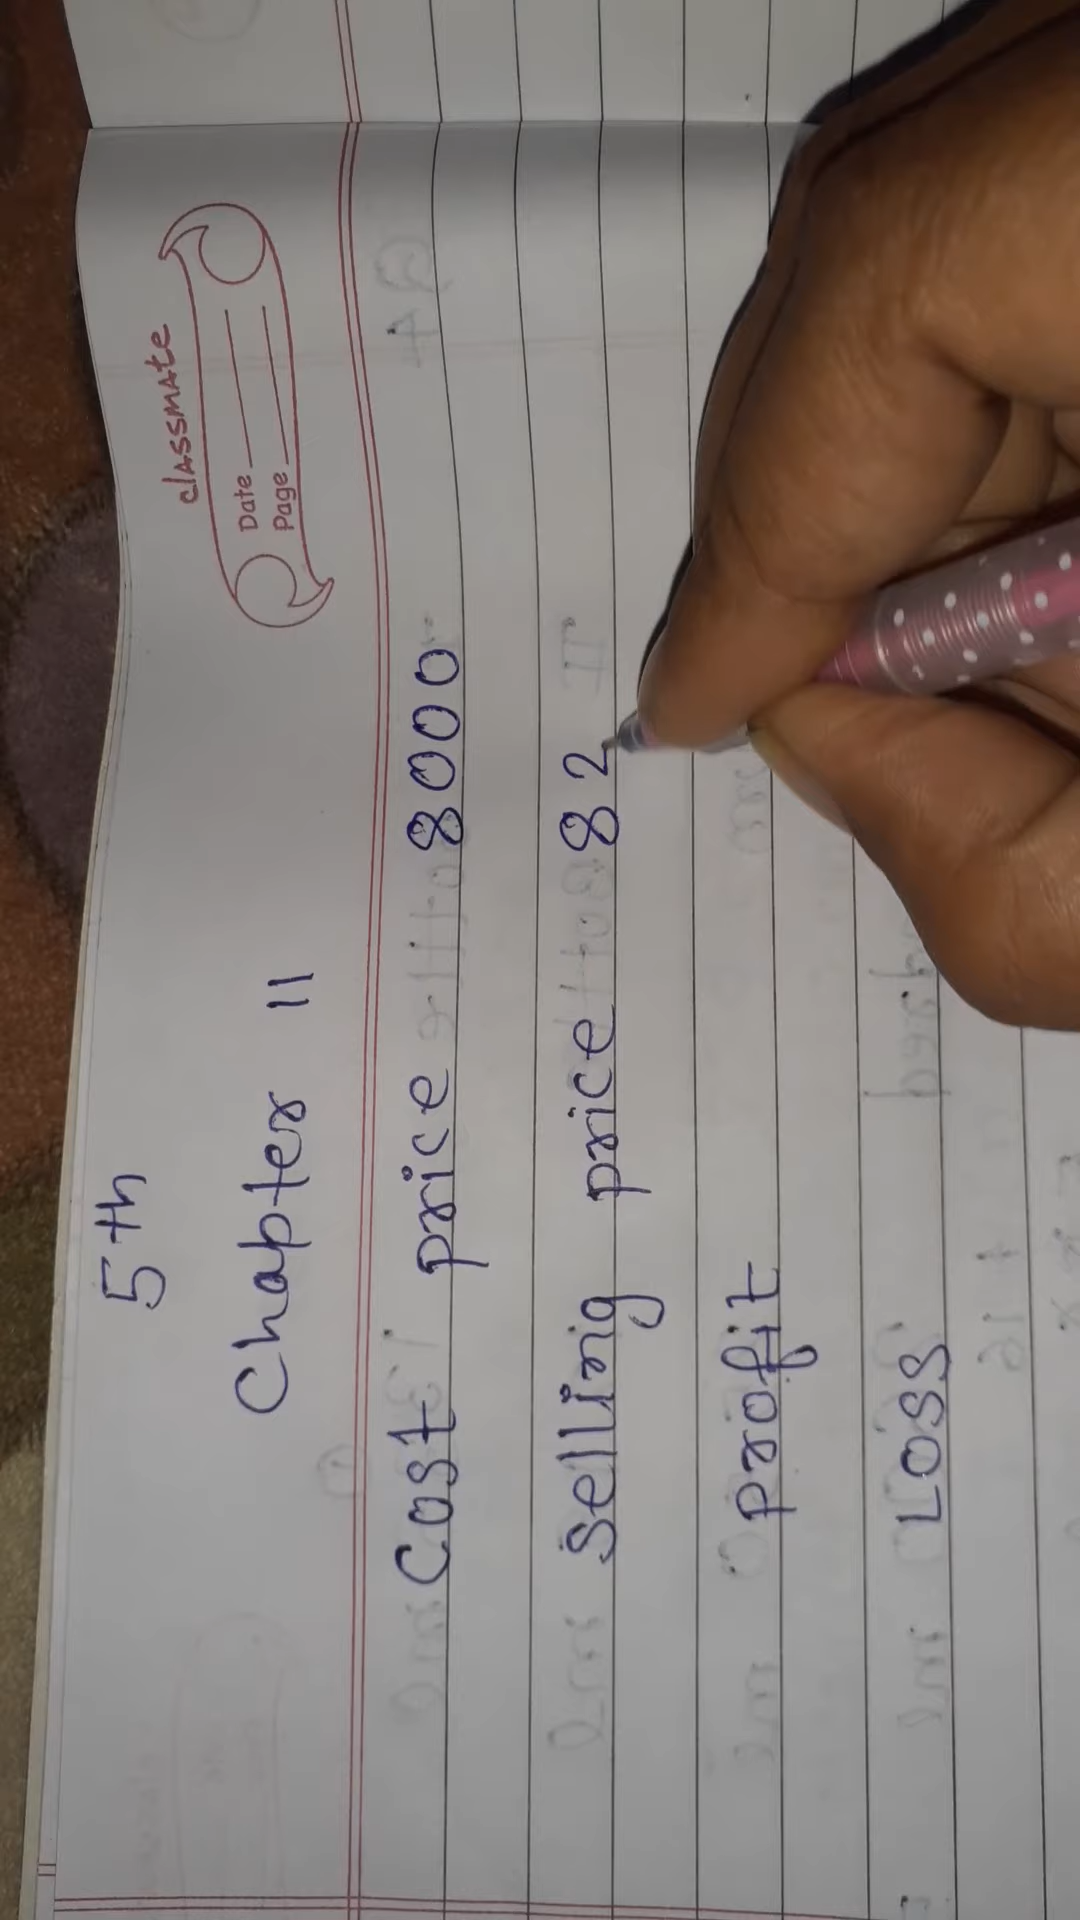 classmate
Date
Page
5th
Chapter 11
Cost price 8000
Selling price 82
Profit
Loss